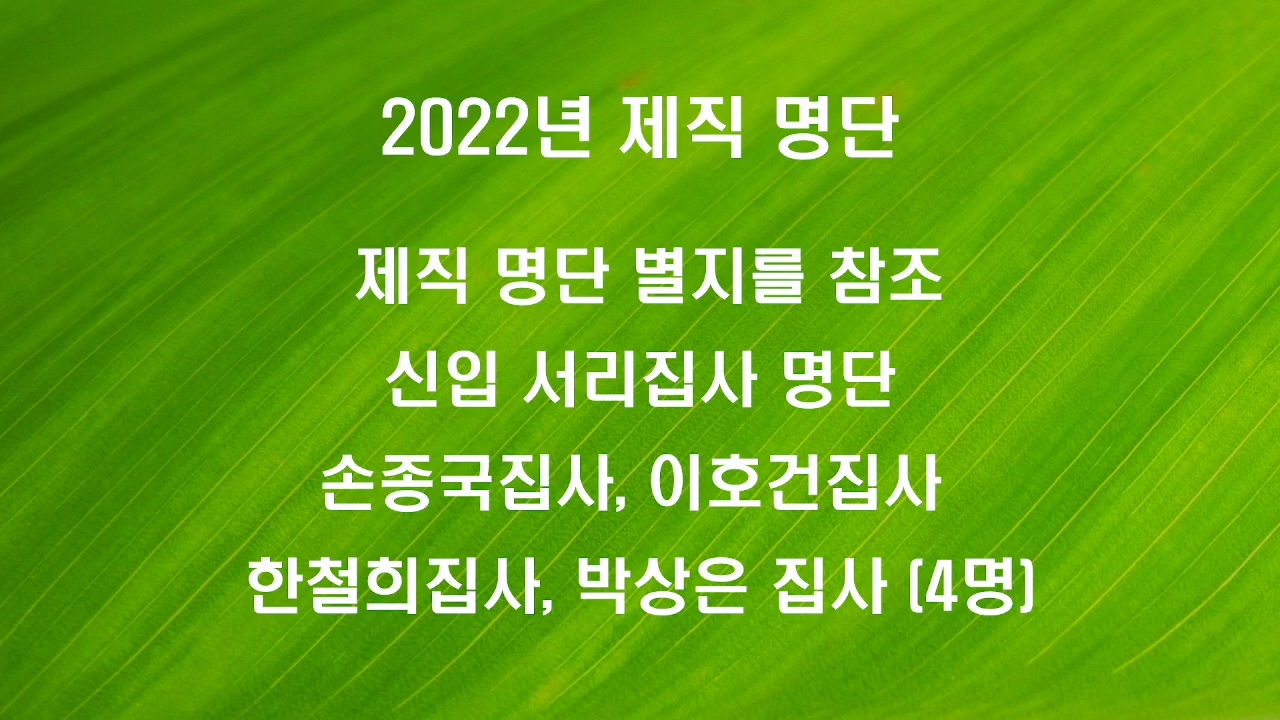 2022년 제직 명단
제직 명단 별지를 참조
신입 서리집사 명단
손종국집사, 이호건집사
한철희집사, 박상은 집사 (4명)